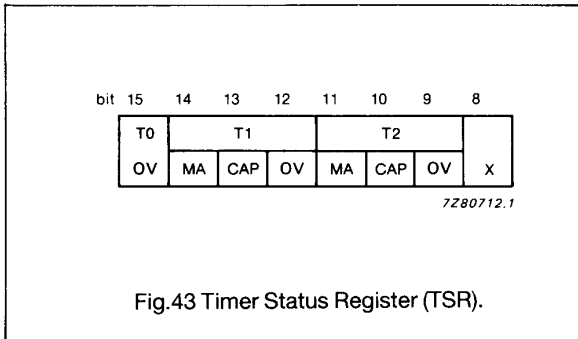 bit 15 14 13 12 11 10 9 8
T0 T1 T2
OV MA CAP OV MA CAP OV X
7Z80712.1
Fig.43 Timer Status Register (TSR).